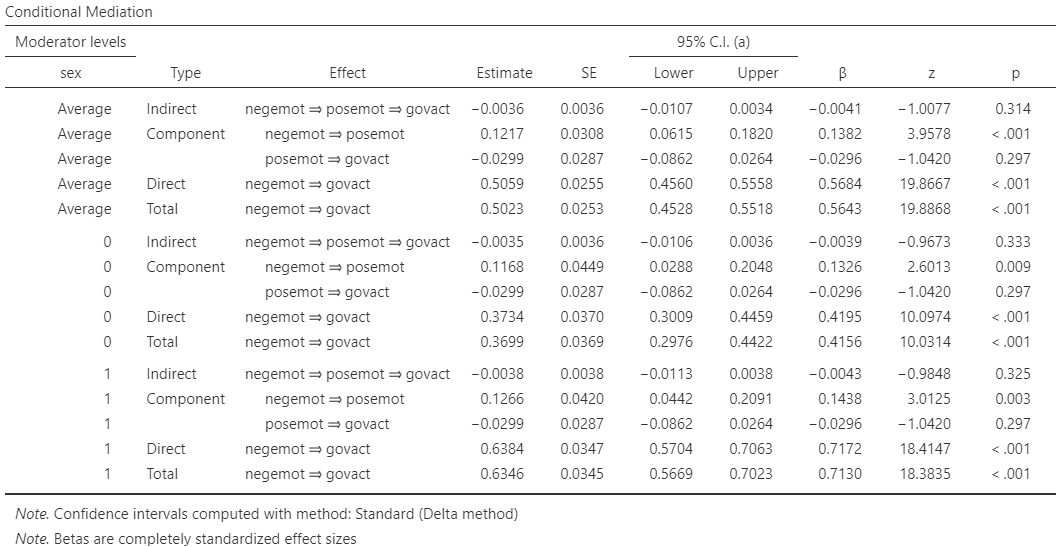 Conditional Mediation
Moderator levels 95% C.I. (a)
sex Type Effect Estimate SE Lower Upper β z p
Average Indirect negemot ⇒ posemot ⇒ govact −0.0036 0.0036 −0.0107 0.0034 −0.0041 −1.0077 0.314
Average Component negemot ⇒ posemot 0.1217 0.0308 0.0615 0.1820 0.1382 3.9578 < .001
Average posemot ⇒ govact −0.0299 0.0287 −0.0862 0.0264 −0.0296 −1.0420 0.297
Average Direct negemot ⇒ govact 0.5059 0.0255 0.4560 0.5558 0.5684 19.8667 < .001
Average Total negemot ⇒ govact 0.5023 0.0253 0.4528 0.5518 0.5643 19.8868 < .001
0 Indirect negemot ⇒ posemot ⇒ govact −0.0035 0.0036 −0.0106 0.0036 −0.0039 −0.9673 0.333
0 Component negemot ⇒ posemot 0.1168 0.0449 0.0288 0.2048 0.1326 2.6013 0.009
0 posemot ⇒ govact −0.0299 0.0287 −0.0862 0.0264 −0.0296 −1.0420 0.297
0 Direct negemot ⇒ govact 0.3734 0.0370 0.3009 0.4459 0.4195 10.0974 < .001
0 Total negemot ⇒ govact 0.3699 0.0369 0.2976 0.4422 0.4156 10.0314 < .001
1 Indirect negemot ⇒ posemot ⇒ govact −0.0038 0.0038 −0.0113 0.0038 −0.0043 −0.9848 0.325
1 Component negemot ⇒ posemot 0.1266 0.0420 0.0442 0.2091 0.1438 3.0125 0.003
1 posemot ⇒ govact −0.0299 0.0287 −0.0862 0.0264 −0.0296 −1.0420 0.297
1 Direct negemot ⇒ govact 0.6384 0.0347 0.5704 0.7063 0.7172 18.4147 < .001
1 Total negemot ⇒ govact 0.6346 0.0345 0.5669 0.7023 0.7130 18.3835 < .001
Note. Confidence intervals computed with method: Standard (Delta method)
Note. Betas are completely standardized effect sizes